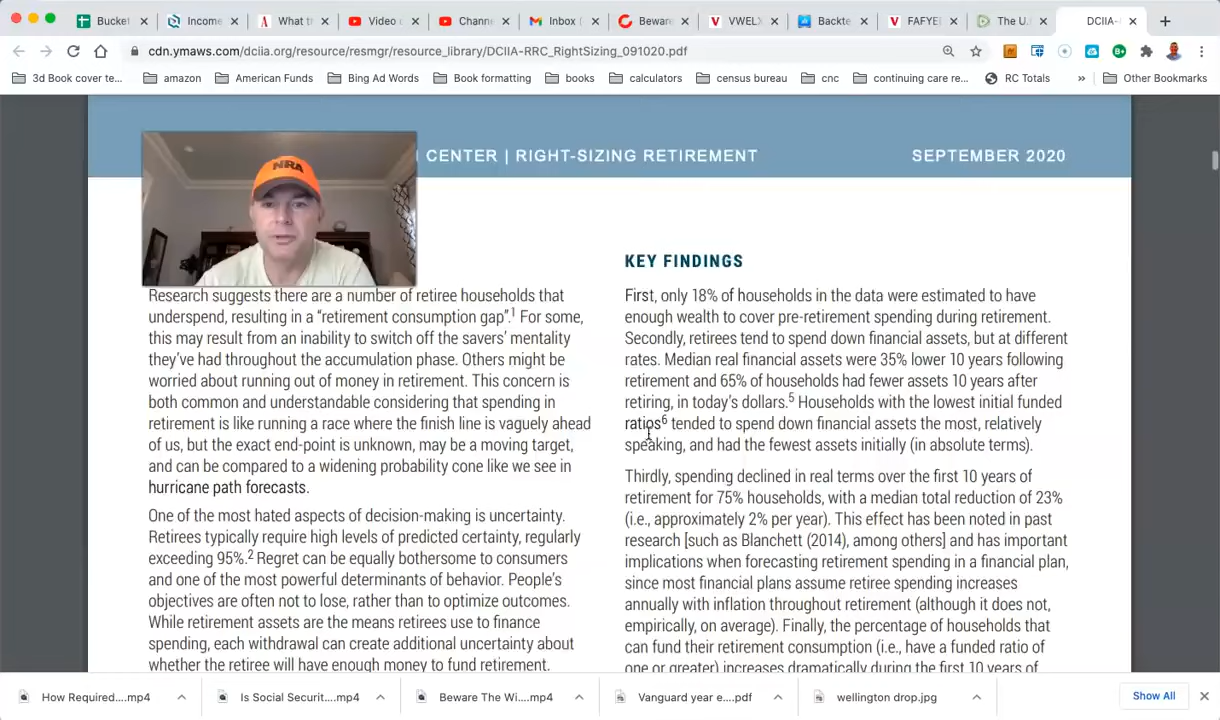 Bucket
Income
What th
Video c
Chann
Inbox (
Beware
VWELX
Backte
FAFYE
The U.
DCIIA-
cdn.ymaws.com/dciia.org/resource/resmgr/resource_library/DCIIA-RRC_RightSizing_091020.pdf
3d Book cover te...
amazon
American Funds
Bing Ad Words
Book formatting
books
calculators
census bureau
cnc
continuing care re...
RC Totals
»
Other Bookmarks
CENTER | RIGHT-SIZING RETIREMENT
SEPTEMBER 2020
NRA
Research suggests there are a number of retiree households that
underspend, resulting in a “retirement consumption gap”.1 For some,
this may result from an inability to switch off the savers’ mentality
they’ve had throughout the accumulation phase. Others might be
worried about running out of money in retirement. This concern is
both common and understandable considering that spending in
retirement is like running a race where the finish line is vaguely ahead
of us, but the exact end-point is unknown, may be a moving target,
and can be compared to a widening probability cone like we see in
hurricane path forecasts.
One of the most hated aspects of decision-making is uncertainty.
Retirees typically require high levels of predicted certainty, regularly
exceeding 95%.2 Regret can be equally bothersome to consumers
and one of the most powerful determinants of behavior. People’s
objectives are often not to lose, rather than to optimize outcomes.
While retirement assets are the means retirees use to finance
spending, each withdrawal can create additional uncertainty about
whether the retiree will have enough money to fund retirement.
KEY FINDINGS
First, only 18% of households in the data were estimated to have
enough wealth to cover pre-retirement spending during retirement.
Secondly, retirees tend to spend down financial assets, but at different
rates. Median real financial assets were 35% lower 10 years following
retirement and 65% of households had fewer assets 10 years after
retiring, in today’s dollars.5 Households with the lowest initial funded
ratios6 tended to spend down financial assets the most, relatively
speaking, and had the fewest assets initially (in absolute terms).
Thirdly, spending declined in real terms over the first 10 years of
retirement for 75% households, with a median total reduction of 23%
(i.e., approximately 2% per year). This effect has been noted in past
research [such as Blanchett (2014), among others] and has important
implications when forecasting retirement spending in a financial plan,
since most financial plans assume retiree spending increases
annually with inflation throughout retirement (although it does not,
empirically, on average). Finally, the percentage of households that
can fund their retirement consumption (i.e., have a funded ratio of
one or greater) increases dramatically during the first 10 years of
How Required....mp4
Is Social Securit....mp4
Beware The Wi....mp4
Vanguard year e....pdf
wellington drop.jpg
Show All